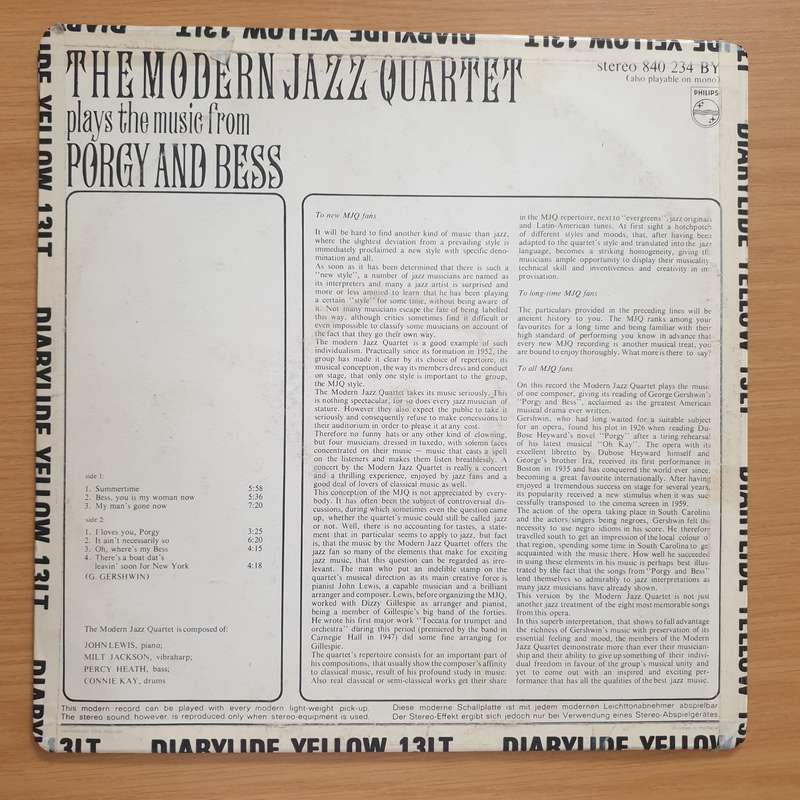 DIARYLIDE YELLOW 13LT
THE MODERN JAZZ QUARTET
plays the music from
PORGY AND BESS
stereo 840 234 BY
(also playable on mono)
PHILIPS
side 1:
1. Summertime 5:58
2. Bess, you is my woman now 5:36
3. My man's gone now 7:20
side 2:
1. I loves you, Porgy 3:25
2. It ain't necessarily so 6:20
3. Oh, where's my Bess 4:15
4. There's a boat dat's
leavin' soon for New York 4:18
(G. GERSHWIN)
The Modern Jazz Quartet is composed of:
JOHN LEWIS, piano;
MILT JACKSON, vibraharp;
PERCY HEATH, bass;
CONNIE KAY, drums
To new MJQ fans
It will be hard to find another kind of music than jazz,
where the slightest deviation from a prevailing style is
immediately proclaimed a new style with specific deno-
mination and all.
As soon as it has been determined that there is such a
"new style", a number of jazz musicians are named as
its interpreters and many a jazz artist is surprised and
more or less annoied to learn that he has been playing
a certain "style" for some time, without being aware of
it. Not many musicians escape the fate of being labelled
this way, although critics sometimes find it difficult or
even impossible to classify some musicians on account of
the fact that they go their own way.
The modern Jazz Quartet is a good example of such
individualism. Practically since its formation in 1952, the
group has made it clear by its choice of repertoire, its
musical conception, the way its members dress and conduct
on stage, that only one style is important to the group,
the MJQ style.
The Modern Jazz Quartet takes its music seriously. This
is nothing spectacular, for so does every jazz musician of
stature. However they also expect the public to take it
seriously and consequently refuse to make concessions to
their auditorium in order to please it at any cost.
Therefore no funny hats or any other kind of clowning,
but four musicians dressed in tuxedo, with solemn faces
concentrated on their music – music that casts a spell
on the listeners and makes them listen breathlessly. A
concert by the Modern Jazz Quartet is really a concert
and a thrilling experience, enjoyed by jazz fans and a
good deal of lovers of classical music as well.
This conception of the MJQ is not appreciated by every-
body. It has often been the subject of controversial dis-
cussions, during which sometimes even the question came
up, whether the quartet's music could still be called jazz
or not. Well, there is no accounting for tastes, a state-
ment that in particular seems to apply to jazz, but fact
is, that the music by the Modern Jazz Quartet offers the
jazz fan so many of the elements that make for exciting
jazz music, that this question can be regarded as irre-
levant. The man who put an indelible stamp on the
quartet's musical direction as its main creative force is
pianist John Lewis, a capable musician and a brilliant
arranger and composer. Lewis, before organizing the MJQ,
worked with Dizzy Gillespie as arranger and pianist,
being a member of Gillespie's big band of the forties.
He wrote his first major work "Toccata for trumpet and
orchestra" during this period (premiered by the band in
Carnegie Hall in 1947) and some fine arranging for
Gillespie.
The quartet's repertoire consists for an important part of
his compositions, that usually show the composer's affinity
to classical music, result of his profound study in music.
Also real classical or semi-classical works get their share
in the MJQ repertoire, next to "evergreens", jazz originals
and Latin-American tunes. At first sight a hotchpotch
of different styles and moods, that, after having been
adapted to the quartet's style and translated into the jazz
language, becomes a striking homogeneity, giving the
musicians ample opportunity to display their musicality,
technical skill and inventiveness and creativity in im-
provisation.
To long-time MJQ fans
The particulars provided in the preceding lines will be
ancient history to you. The MJQ ranks among your
favourites for a long time and being familiar with their
high standard of performing you know in advance that
every new MJQ recording is another musical treat, you
are bound to enjoy thoroughly. What more is there to say?
To all MJQ fans
On this record the Modern Jazz Quartet plays the music
of one composer, giving its reading of George Gershwin's
"Porgy and Bess", acclaimed as the greatest American
musical drama ever written.
Gershwin, who had long waited for a suitable subject
for an opera, found his plot in 1926 when reading Du-
Bose Heyward's novel "Porgy" after a tiring rehearsal
of his latest musical "Oh Kay". The opera with its
excellent libretto by Dubose Heyward himself and
George's brother Ira, received its first performance in
Boston in 1935 and has conquered the world ever since,
becoming a great favourite internationally. After having
enjoyed a tremendous success on stage for several years,
its popularity received a new stimulus when it was suc-
cessfully transposed to the cinema screen in 1959.
The action of the opera taking place in South Carolina
and the actors/singers being negroes, Gershwin felt the
necessity to use negro idioms in his score. He therefore
travelled south to get an impression of the local colour of
that region, spending some time in South Carolina to get
acquainted with the music there. How well he succeeded
in using these elements in his music is perhaps best illus-
trated by the fact that the songs from "Porgy and Bess"
lend themselves so admirably to jazz interpretations as
many jazz musicians have already shown.
This version by the Modern Jazz Quartet is not just
another jazz treatment of the eight most memorable songs
from this opera.
In this superb interpretation, that shows to full advantage
the richness of Gershwin's music with preservation of its
essential feeling and mood, the members of the Modern
Jazz Quartet demonstrate more than ever their musician-
ship and their ability to give up something of their indivi-
dual freedom in favour of the group's musical unity and
yet to come out with an inspired and exciting per-
formance that has all the qualities of the best jazz music.
This modern record can be played with every modern light-weight pick-up.
The stereo sound, however, is reproduced only when stereo-equipment is used.
Diese moderne Schallplatte ist mit jedem modernen Leichttonabnehmer abspielbar
Der Stereo-Effekt ergibt sich jedoch nur bei Verwendung eines Stereo-Abspielgerätes
13LT DIARYLIDE YELLOW 13LT DIARYLIDE YELLOW